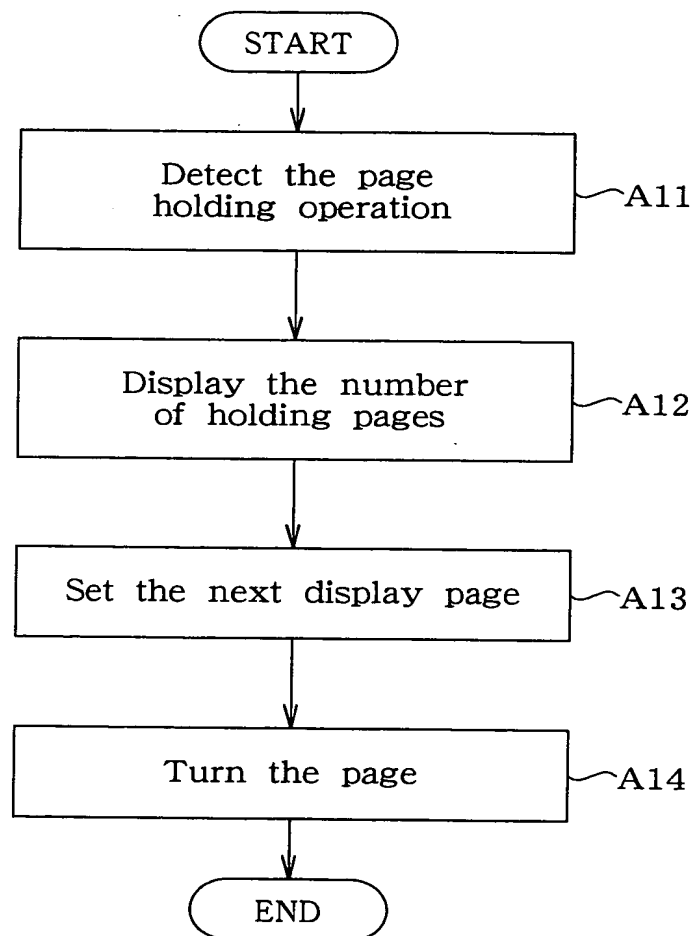 START
Detect the page
holding operation
A11
Display the number
of holding pages
A12
Set the next display page
A13
Turn the page
A14
END